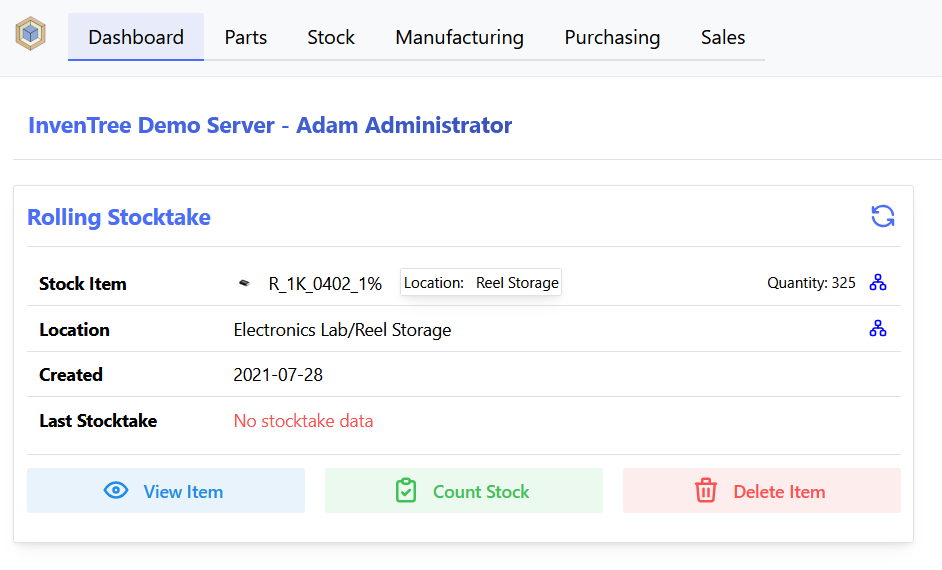 Dashboard Parts Stock Manufacturing Purchasing Sales
InvenTree Demo Server - Adam Administrator
Rolling Stocktake
Stock Item R_1K_0402_1% Location: Reel Storage Quantity: 325
Location Electronics Lab/Reel Storage
Created 2021-07-28
Last Stocktake No stocktake data
View Item Count Stock Delete Item